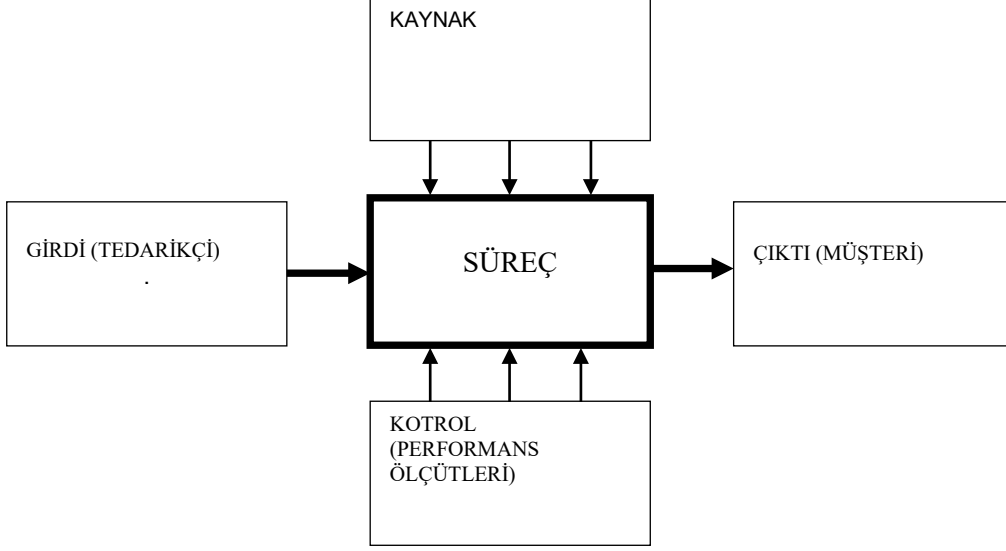 KAYNAK
GİRDİ (TEDARİKÇİ)
.
SÜREÇ
ÇIKTI (MÜŞTERİ)
KOTROL
(PERFORMANS
ÖLÇÜTLERİ)